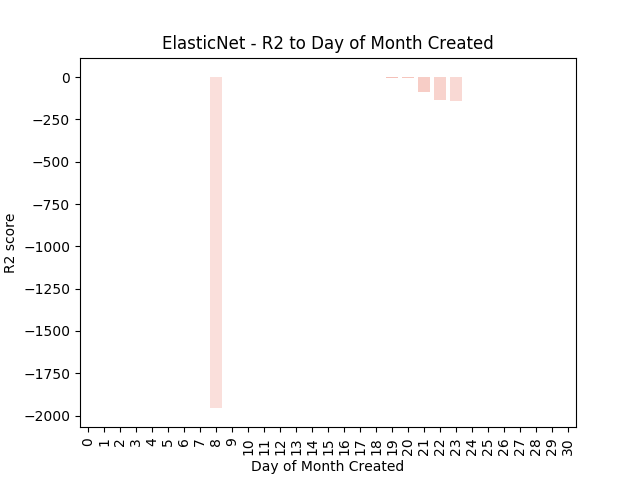 ElasticNet - R2 to Day of Month Created
R2 score
0
−250
−500
−750
−1000
−1250
−1500
−1750
−2000
0 1 2 3 4 5 6 7 8 9 10 11 12 13 14 15 16 17 18 19 20 21 22 23 24 25 26 27 28 29 30
Day of Month Created